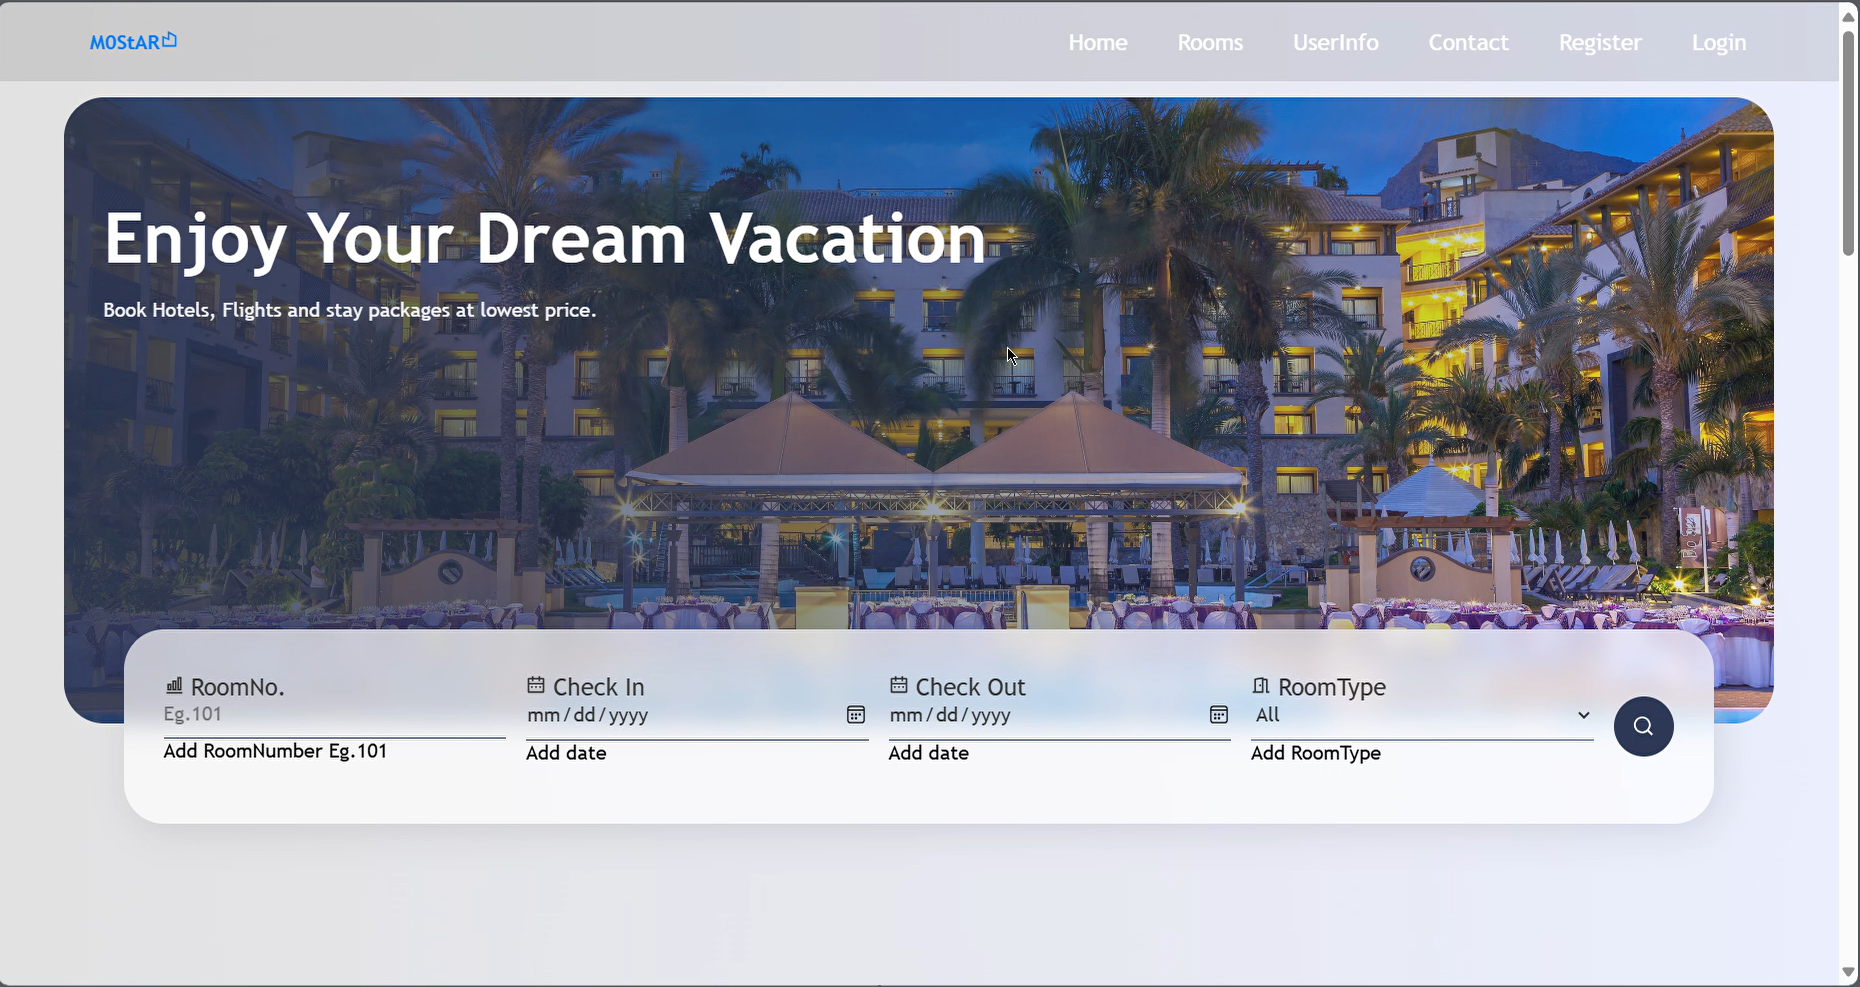 M0StAR
Home Rooms UserInfo Contact Register Login
Enjoy Your Dream Vacation
Book Hotels, Flights and stay packages at lowest price.
RoomNo. Check In Check Out RoomType
Eg.101 mm/dd/yyyy mm/dd/yyyy All
Add RoomNumber Eg.101 Add date Add date Add RoomType